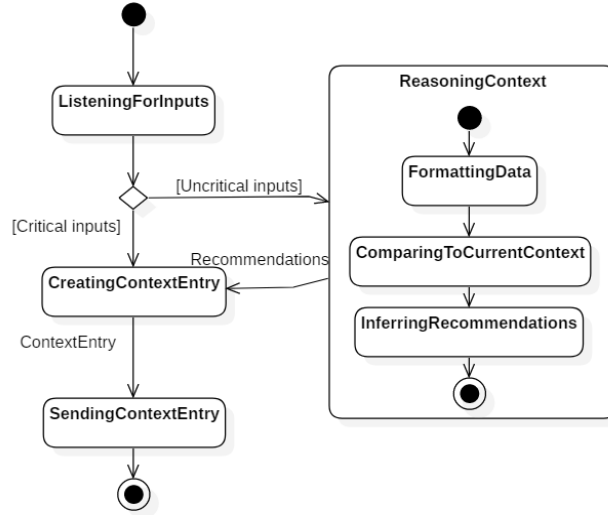 ListeningForInputs
[Uncritical inputs]
[Critical inputs]
Recommendations
CreatingContextEntry
ContextEntry
SendingContextEntry
ReasoningContext
FormattingData
ComparingToCurrentContext
InferringRecommendations